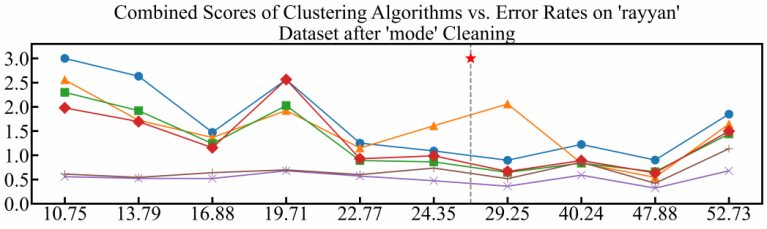 Combined Scores of Clustering Algorithms vs. Error Rates on 'rayyan'
Dataset after 'mode' Cleaning
3.0
2.5
2.0
1.5
1.0
0.5
0.0
10.75 13.79 16.88 19.71 22.77 24.35 29.25 40.24 47.88 52.73